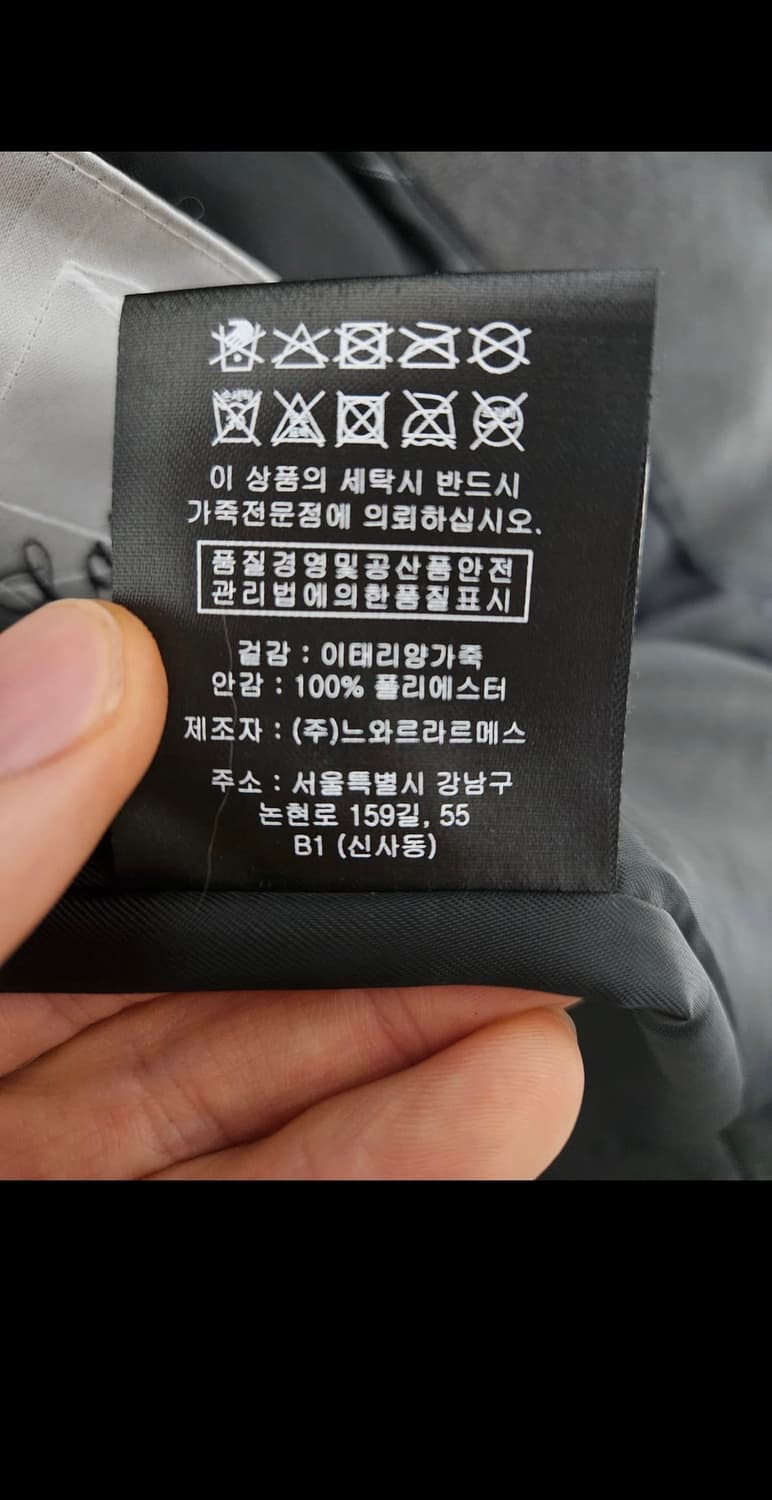 이 상품의 세탁시 반드시
가죽전문점에 의뢰하십시오.
품질경영및공산품안전
관리법에의한품질표시
겉감 : 이태리양가죽
안감 : 100% 폴리에스터
제조자 : (주)느와르라르메스
주소 : 서울특별시 강남구
논현로 159길, 55
B1 (신사동)